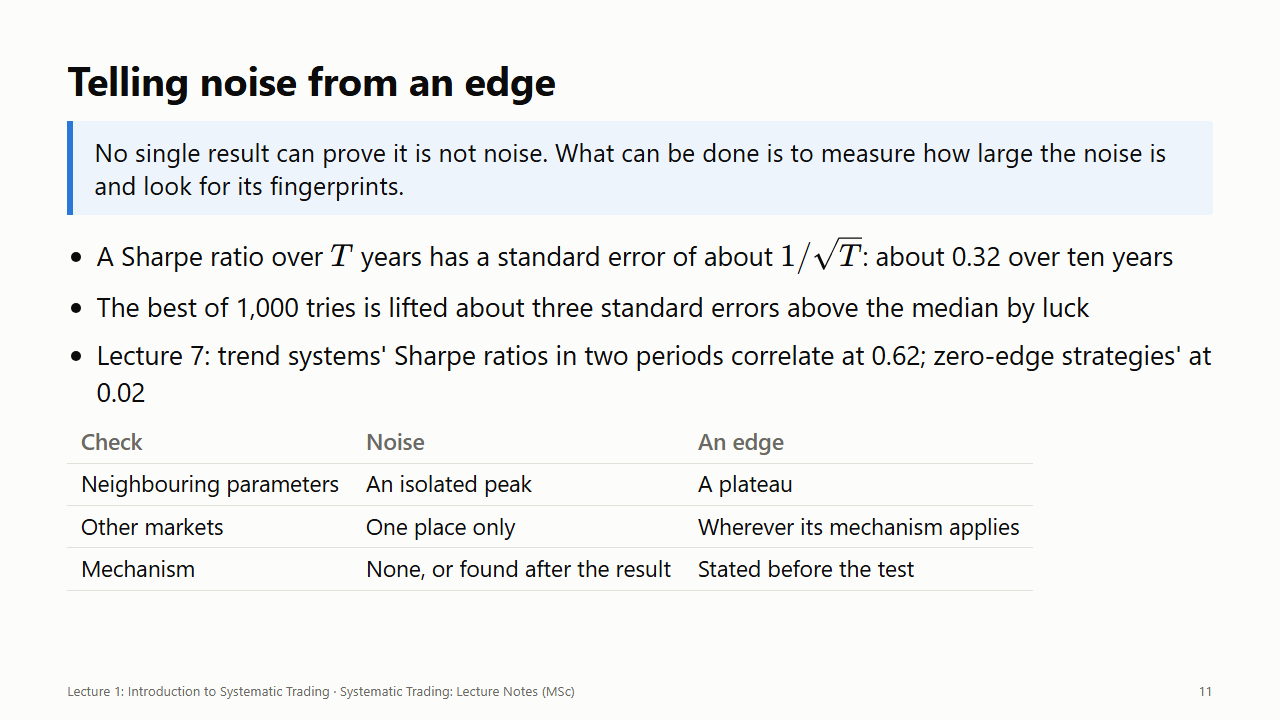 Telling noise from an edge
No single result can prove it is not noise. What can be done is to measure how large the noise is
and look for its fingerprints.
• A Sharpe ratio over T years has a standard error of about 1/√T: about 0.32 over ten years
• The best of 1,000 tries is lifted about three standard errors above the median by luck
• Lecture 7: trend systems' Sharpe ratios in two periods correlate at 0.62; zero-edge strategies' at
0.02
Check Noise An edge
Neighbouring parameters An isolated peak A plateau
Other markets One place only Wherever its mechanism applies
Mechanism None, or found after the result Stated before the test
Lecture 1: Introduction to Systematic Trading · Systematic Trading: Lecture Notes (MSc) 11